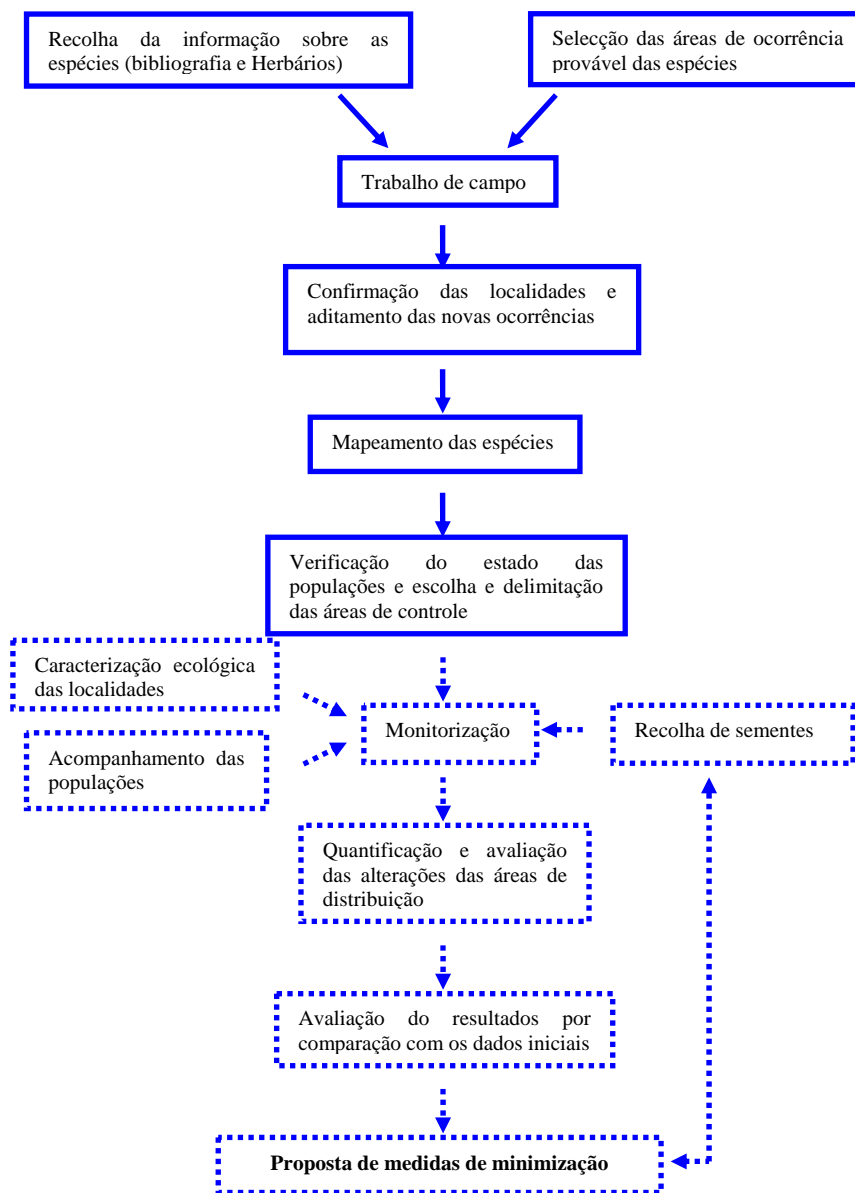 Recolha da informação sobre as
espécies (bibliografia e Herbários)
Selecção das áreas de ocorrência
provável das espécies
Trabalho de campo
Confirmação das localidades e
aditamento das novas ocorrências
Mapeamento das espécies
Verificação do estado das
populações e escolha e delimitação
das áreas de controle
Caracterização ecológica
das localidades
Monitorização
Recolha de sementes
Acompanhamento das
populações
Quantificação e avaliação
das alterações das áreas de
distribuição
Avaliação do resultados por
comparação com os dados iniciais
Proposta de medidas de minimização